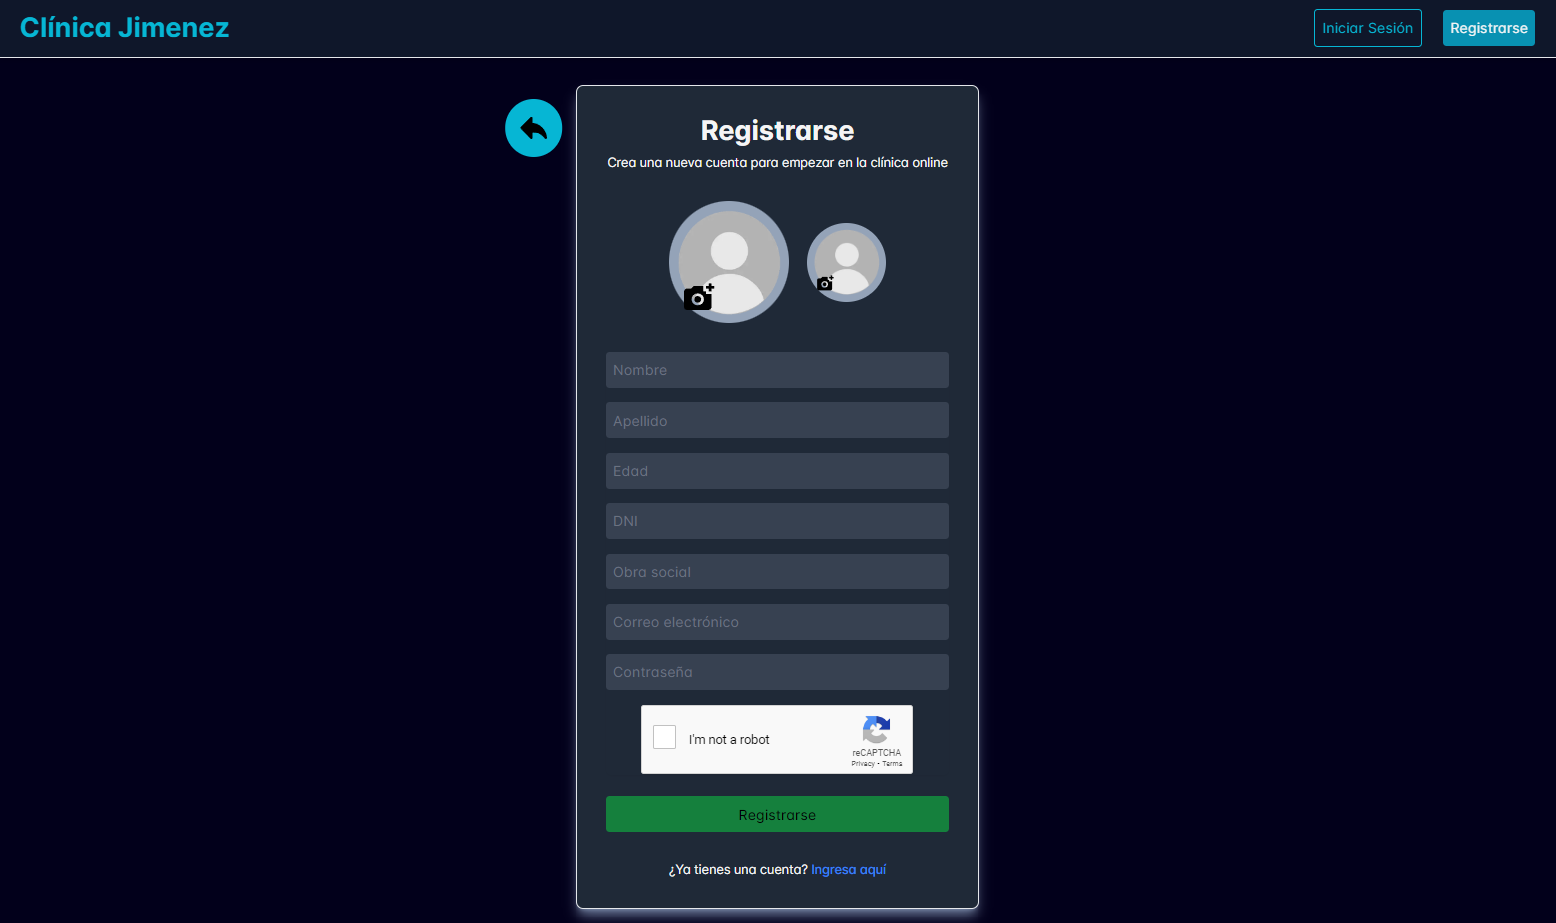 Clínica Jimenez
Iniciar Sesión
Registrarse
Registrarse
Crea una nueva cuenta para empezar en la clínica online
Nombre
Apellido
Edad
DNI
Obra social
Correo electrónico
Contraseña
I'm not a robot
reCAPTCHA
Privacy - Terms
Registrarse
¿Ya tienes una cuenta? Ingresa aquí